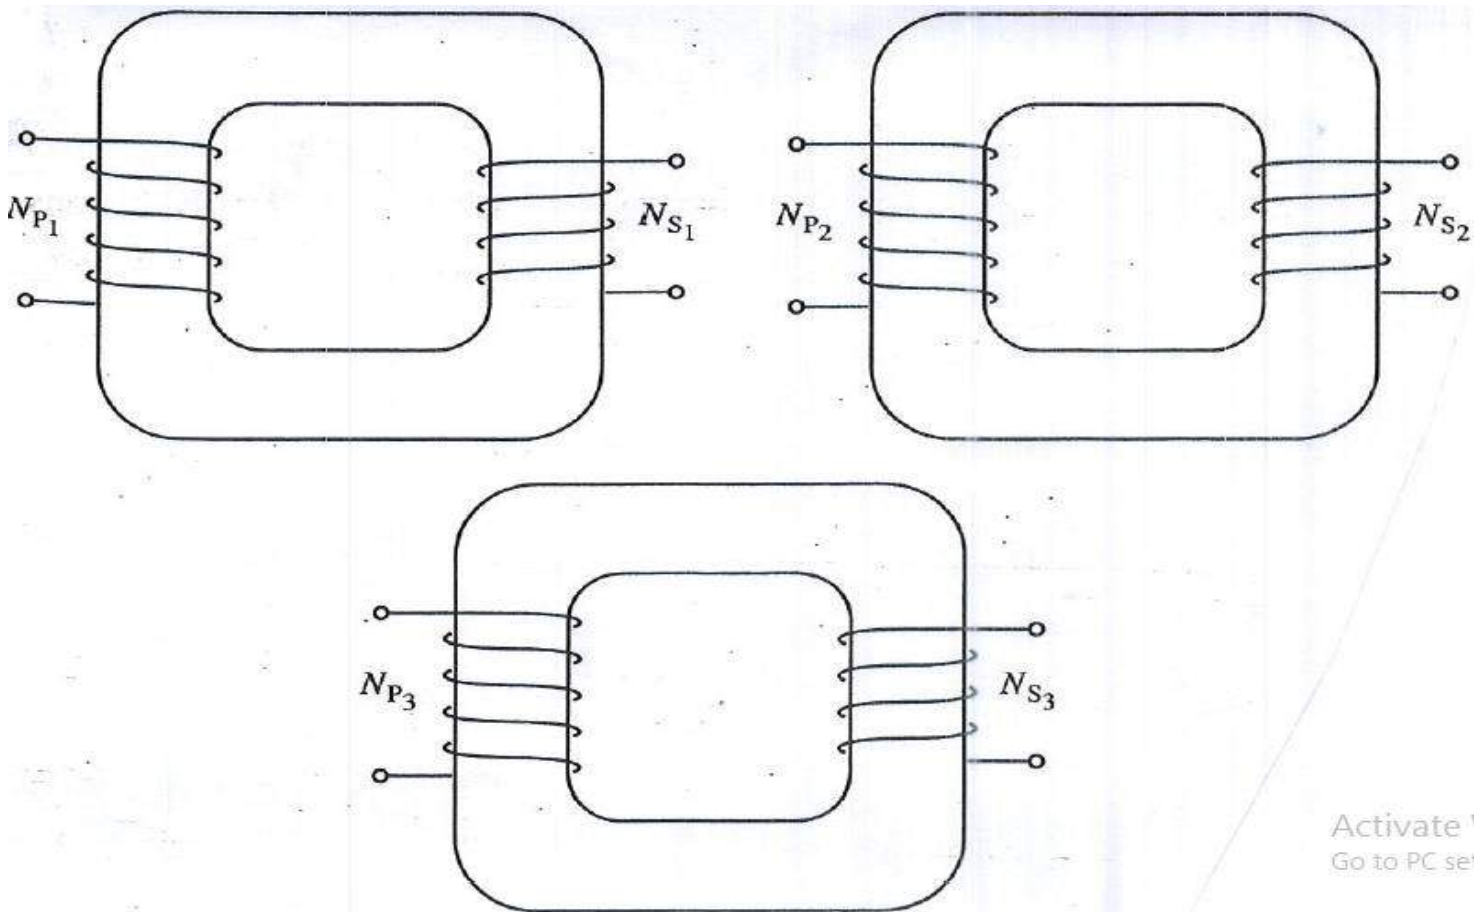 N_P1
N_S1
N_P2
N_S2
N_P3
N_S3
Activate
Go to PC se